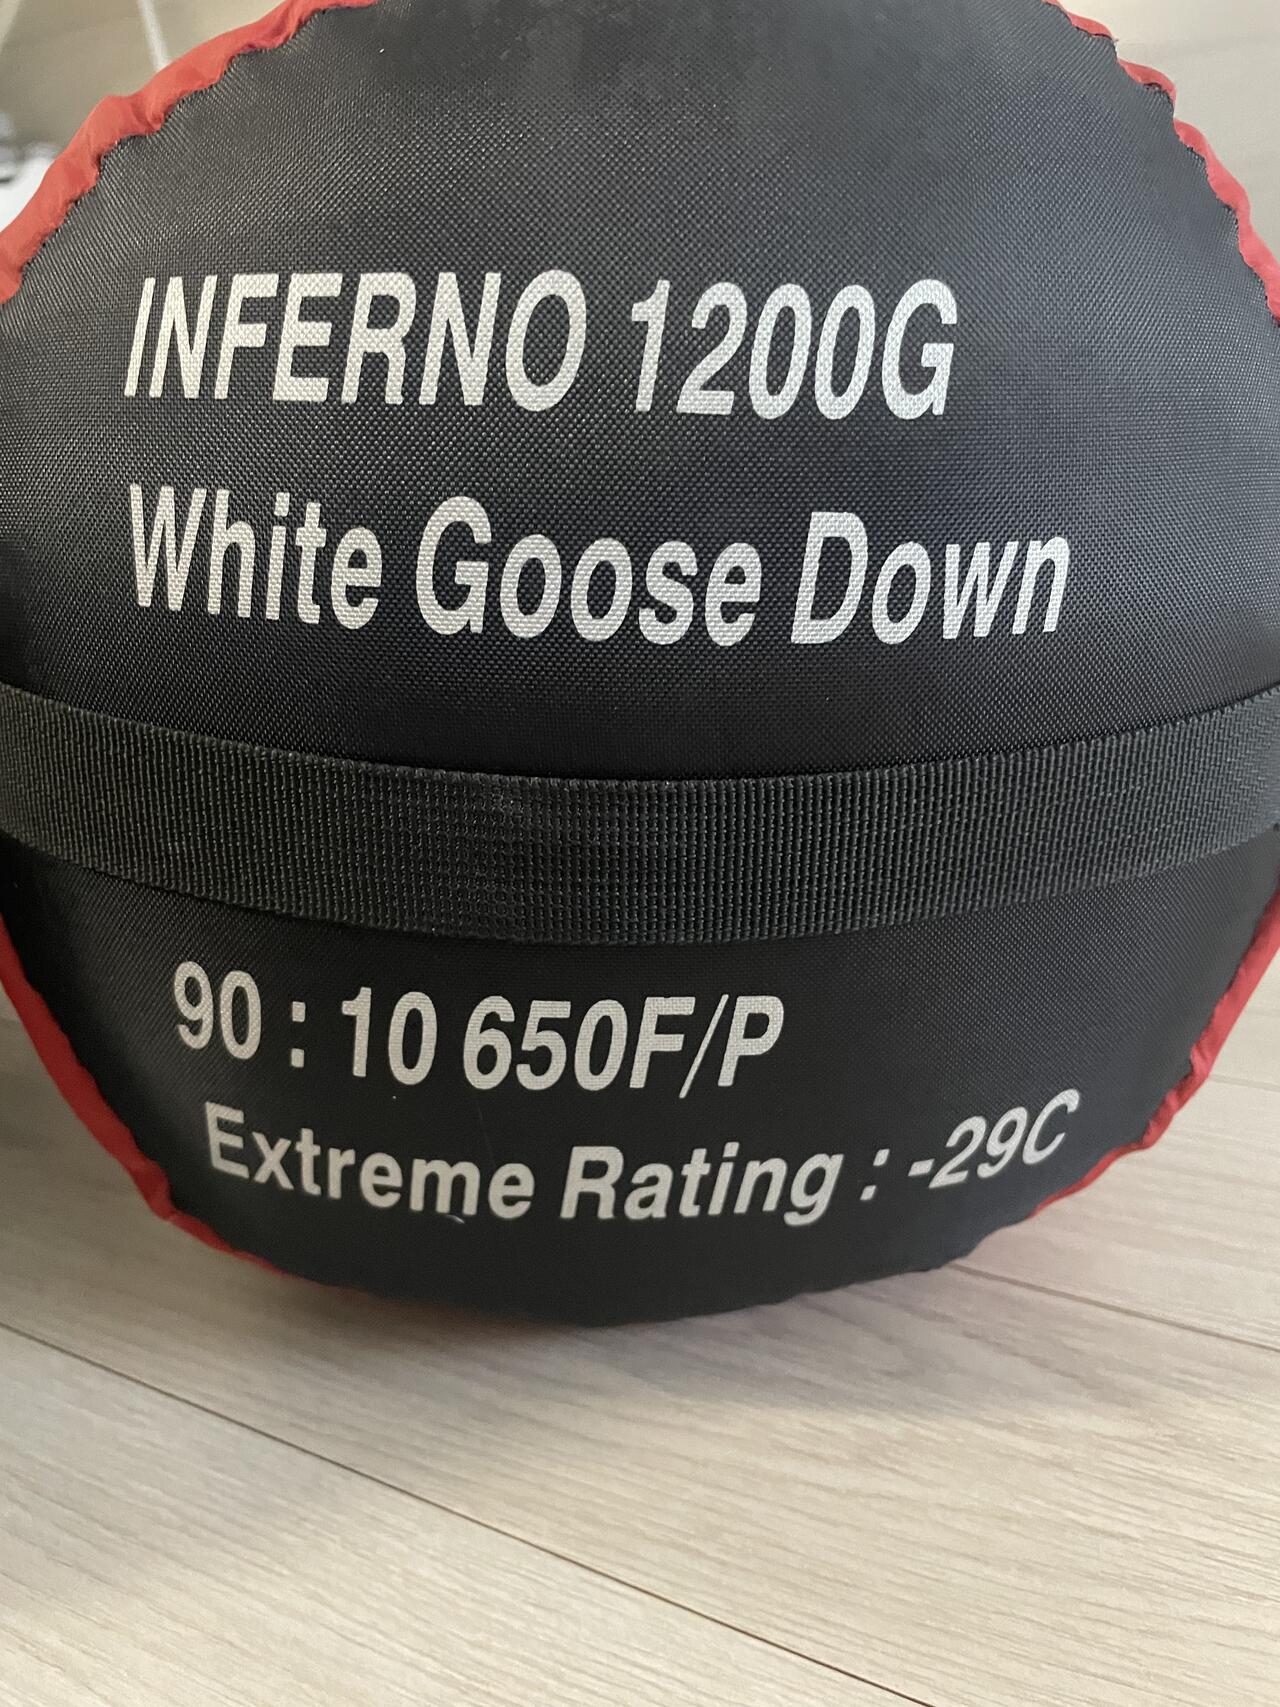 INFERNO 1200G
White Goose Down
90 : 10 650F/P
Extreme Rating : -29C